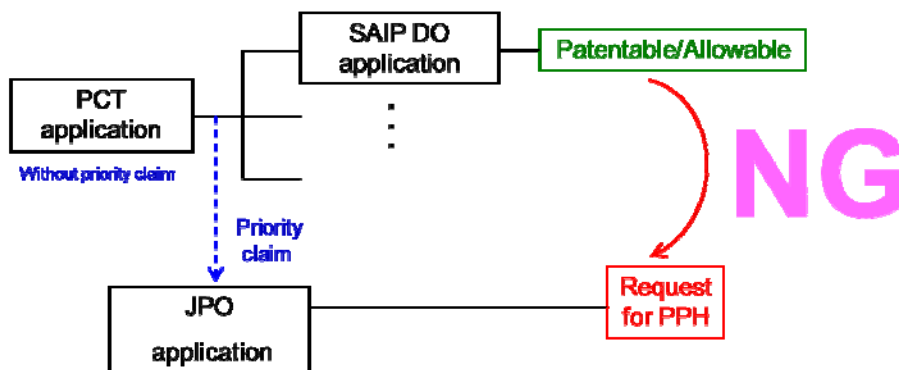 SAIP DO
application
Patentable/Allowable
PCT
application
Without priority claim
NG
Priority
claim
Request
for PPH
JPO
application